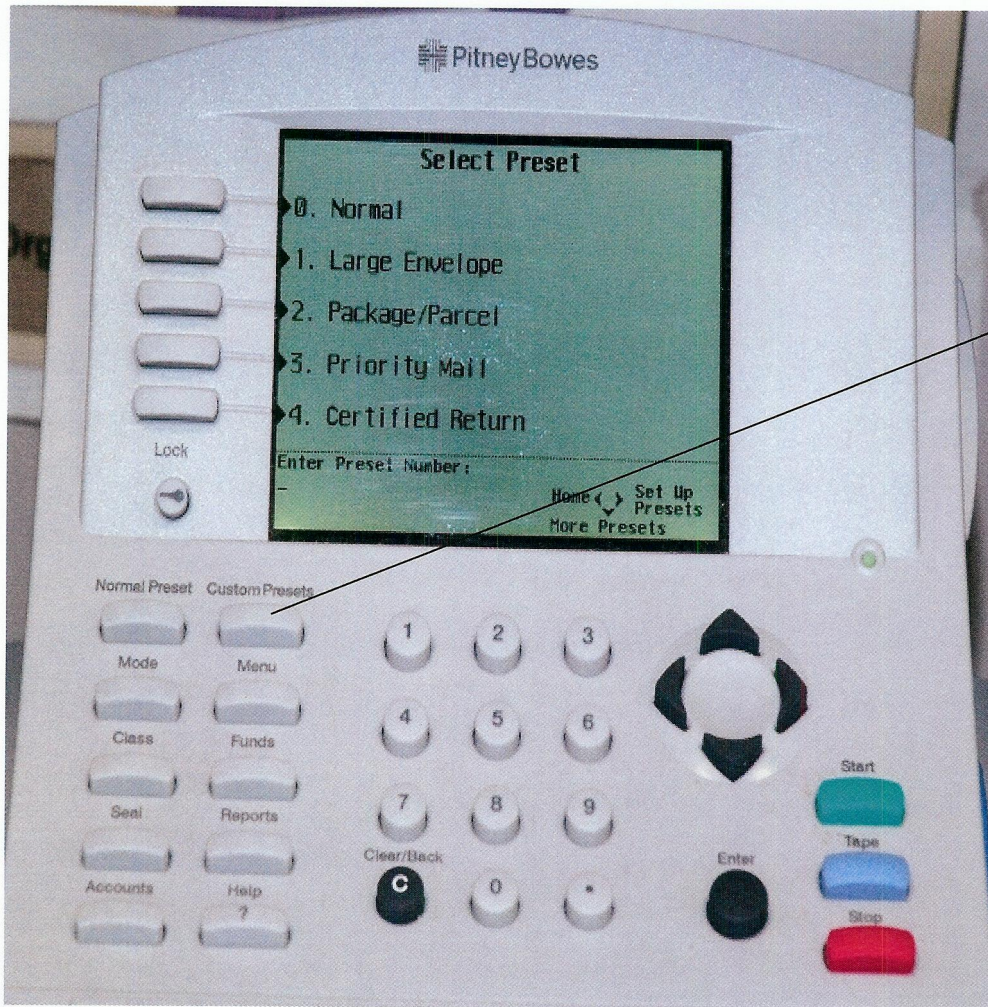 PitneyBowes
Select Preset
0. Normal
1. Large Envelope
2. Package/Parcel
3. Priority Mail
4. Certified Return
Lock
Enter Preset Number:
Home Set Up
Presets
More Presets
Normal Preset Custom Presets
1 2 3
Mode Menu
4 5 6
Class Funds
Start
Seal Reports
7 8 9
Tape
Clear/Back
Enter
Accounts Help
C 0 .
?
Stop